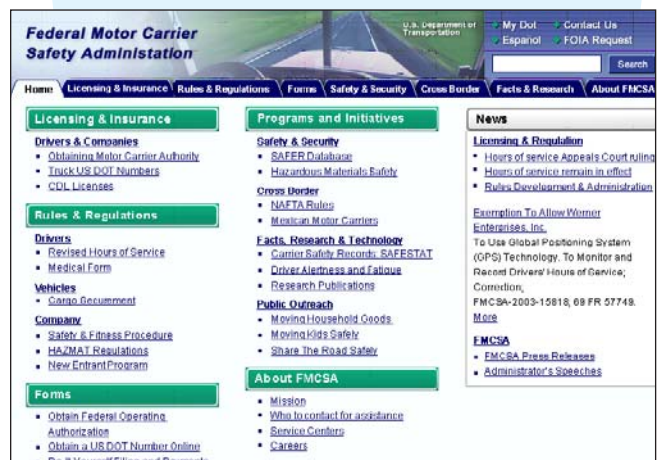 Federal Motor Carrier
Safety Administation
U.S. Department of
Transportation
My Dot
Contact Us
Español
FOIA Request
Search
Home
Licensing & Insurance
Rules & Regulations
Forms
Safety & Security
Cross Border
Facts & Research
About FMCSA
Licensing & Insurance
Drivers & Companies
Obtaining Motor Carrier Authority
Truck US DOT Numbers
CDL Licenses
Rules & Regulations
Drivers
Revised Hours of Service
Medical Form
Vehicles
Cargo Securement
Company
Safety & Fitness Procedure
HAZMAT Regulations
New Entrant Program
Forms
Obtain Federal Operating
Authorization
Obtain a US DOT Number Online
Programs and Initiatives
Safety & Security
SAFER Database
Hazardous Materials Safety
Cross Border
NAFTA Rules
Mexican Motor Carriers
Facts, Research & Technology
Carrier Safety Records: SAFESTAT
Driver Alertness and Fatigue
Research Publications
Public Outreach
Moving Household Goods
Moving Kids Safely
Share The Road Safely
About FMCSA
Mission
Who to contact for assistance
Service Centers
Careers
News
Licensing & Regulation
Hours of service Appeals Court ruling
Hours of service remain in effect
Rules Development & Administration
Exemption To Allow Werner
Enterprises, Inc.
To Use Global Positioning System
(GPS) Technology. To Monitor and
Record Drivers' Hours of Service;
Correction,
FMCSA-2003-15818, 69 FR 57749.
More
FMCSA
FMCSA Press Releases
Administrator's Speeches